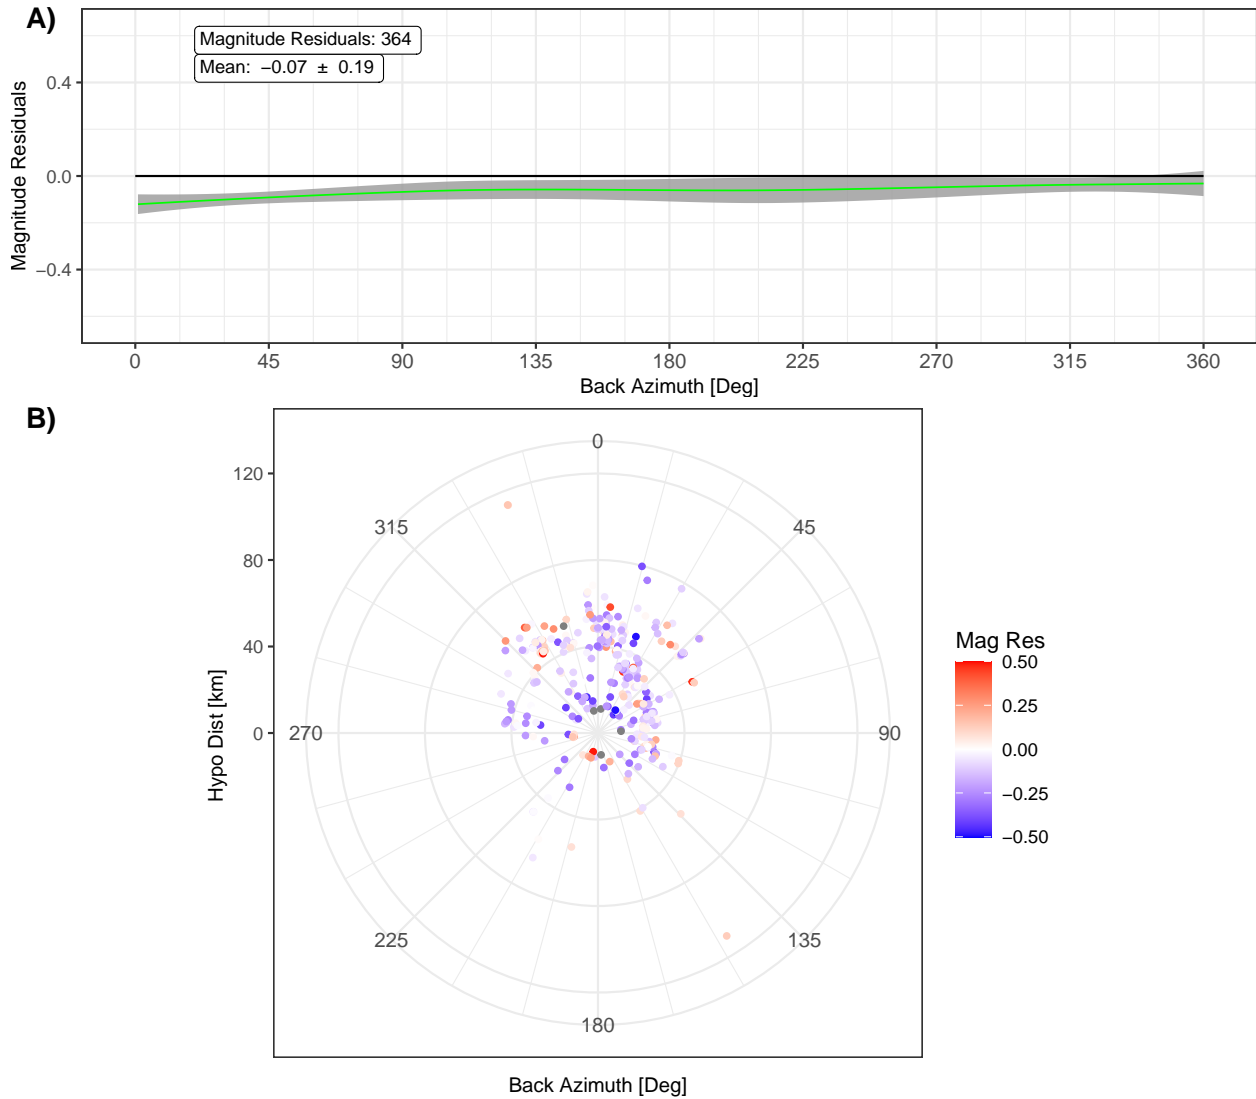 A)
Magnitude Residuals: 364
Mean:  −0.07  ±  0.19
Magnitude Residuals
0.4
0.0
−0.4
0 45 90 135 180 225 270 315 360
Back Azimuth [Deg]
B)
0
120
315 45
80
40
0
270 90
Hypo Dist [km]
225 135
180
Back Azimuth [Deg]
Mag Res
0.50
0.25
0.00
−0.25
−0.50